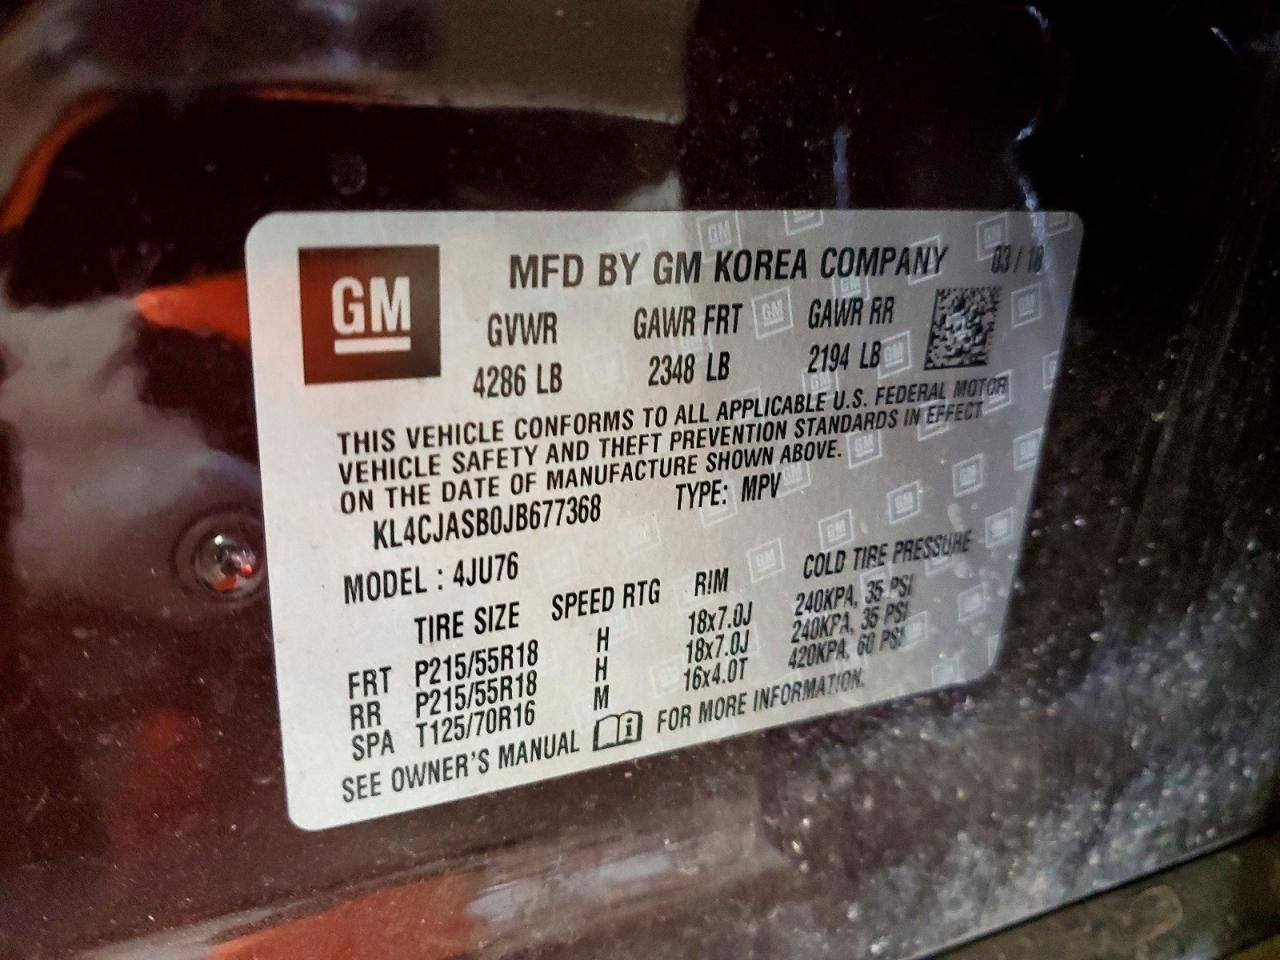 GM
MFD BY GM KOREA COMPANY 03/18
GVWR GAWR FRT GAWR RR
4286 LB 2348 LB 2194 LB
THIS VEHICLE CONFORMS TO ALL APPLICABLE U.S. FEDERAL MOTOR
VEHICLE SAFETY AND THEFT PREVENTION STANDARDS IN EFFECT
ON THE DATE OF MANUFACTURE SHOWN ABOVE.
KL4CJASB0JB677368 TYPE: MPV
MODEL : 4JU76
TIRE SIZE SPEED RTG RIM COLD TIRE PRESSURE
FRT P215/55R18 H 18x7.0J 240KPA, 35 PSI
RR P215/55R18 H 18x7.0J 240KPA, 35 PSI
SPA T125/70R16 M 16x4.0T 420KPA, 60 PSI
SEE OWNER'S MANUAL FOR MORE INFORMATION.